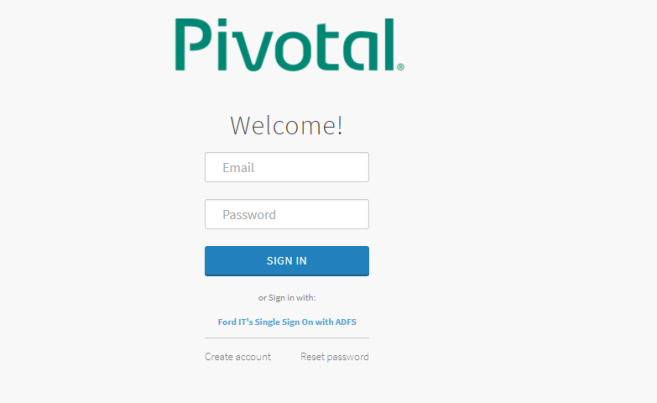 Pivotal®
Welcome!
Email
Password
SIGN IN
or Sign in with:
Ford IT's Single Sign On with ADFS
Create account Reset password